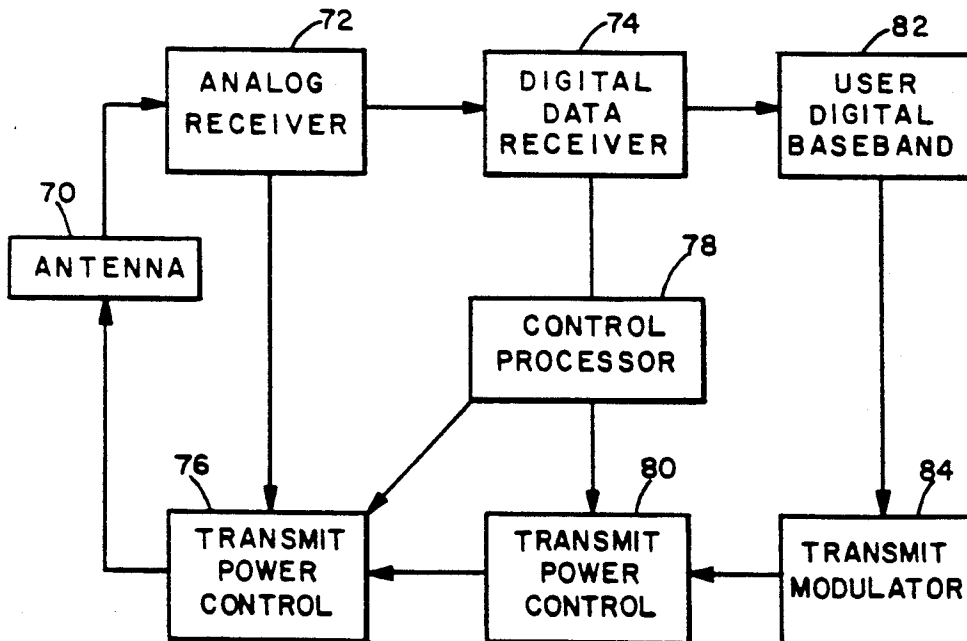 72
74
82
ANALOG
RECEIVER
DIGITAL
DATA
RECEIVER
USER
DIGITAL
BASEBAND
70
ANTENNA
78
CONTROL
PROCESSOR
76
80
84
TRANSMIT
POWER
CONTROL
TRANSMIT
POWER
CONTROL
TRANSMIT
MODULATOR